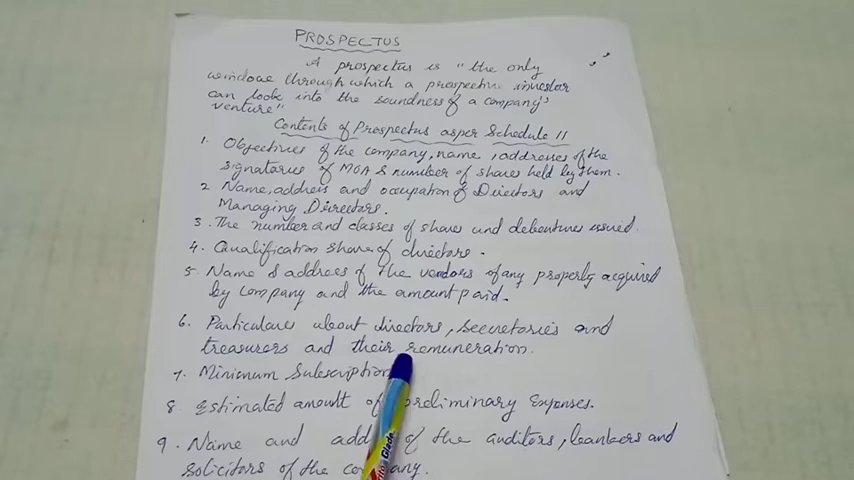 PROSPECTUS
A prospectus is "the only
window through which a prospective investor
can look into the soundness of a company's
venture"
Contents of Prospectus as per Schedule II
1. Objectives of the company, name, addresses of the
signatories of MOA & number of shares held by them.
2 Name, address and occupation of Directors and
Managing Directors.
3. The number and classes of shares and debentures issued.
4. Qualification share of directors.
5. Name & address of the vendors of any property acquired
by company and the amount paid.
6. Particulars about directors, secretaries and
treasurers and their remuneration.
7. Minimum Subscription
8 Estimated amount of preliminary Expenses.
9. Name and add of the auditors, bankers and
solicitors of the company.
Glide